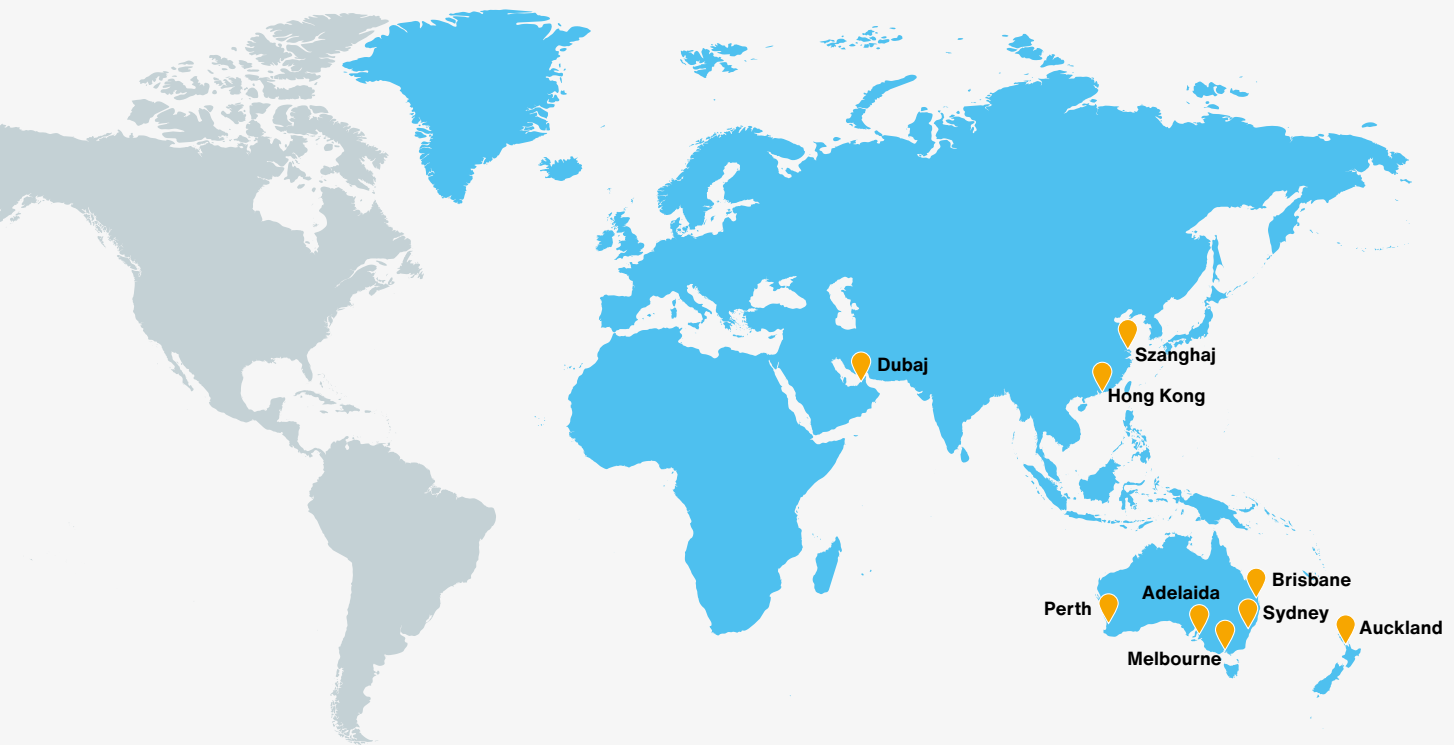 Szanghaj
Dubaj
Hong Kong
Brisbane
Adelaida
Perth
Sydney
Auckland
Melbourne